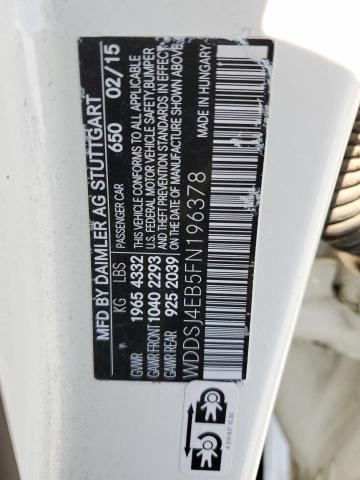 MFD BY DAIMLER AG STUTTGART
650 02/15
PASSENGER CAR
KG LBS
GVWR 1965 4332
GAWR FRONT 1040 2293
GAWR REAR 925 2039
THIS VEHICLE CONFORMS TO ALL APPLICABLE
U.S. FEDERAL MOTOR VEHICLE SAFETY, BUMPER
AND THEFT PREVENTION STANDARDS IN EFFECT ON
THE DATE OF MANUFACTURE SHOWN ABOVE.
MADE IN HUNGARY
WDDSJ4EB5FN196378